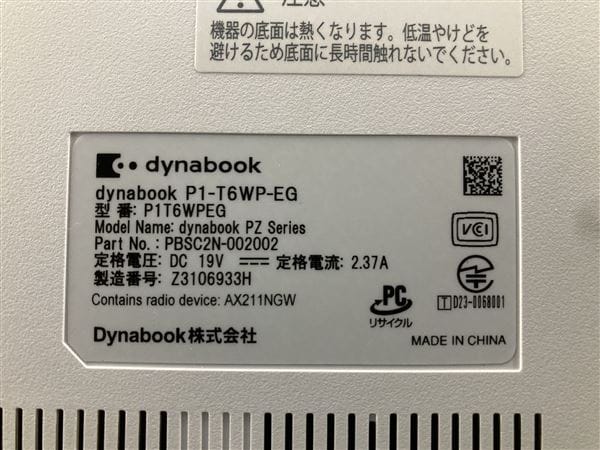 注意
機器の底面は熱くなります。低温やけどを
避けるため底面に長時間触れないでください。
dynabook
dynabook P1-T6WP-EG
型 番: P1T6WPEG
Model Name: dynabook PZ Series
Part No. : PBSC2N-002002
定格電圧: DC 19V 定格電流: 2.37A
製造番号: Z3106933H
Contains radio device: AX211NGW
Dynabook株式会社
VCI
PC
リサイクル
T D23-0068001
MADE IN CHINA